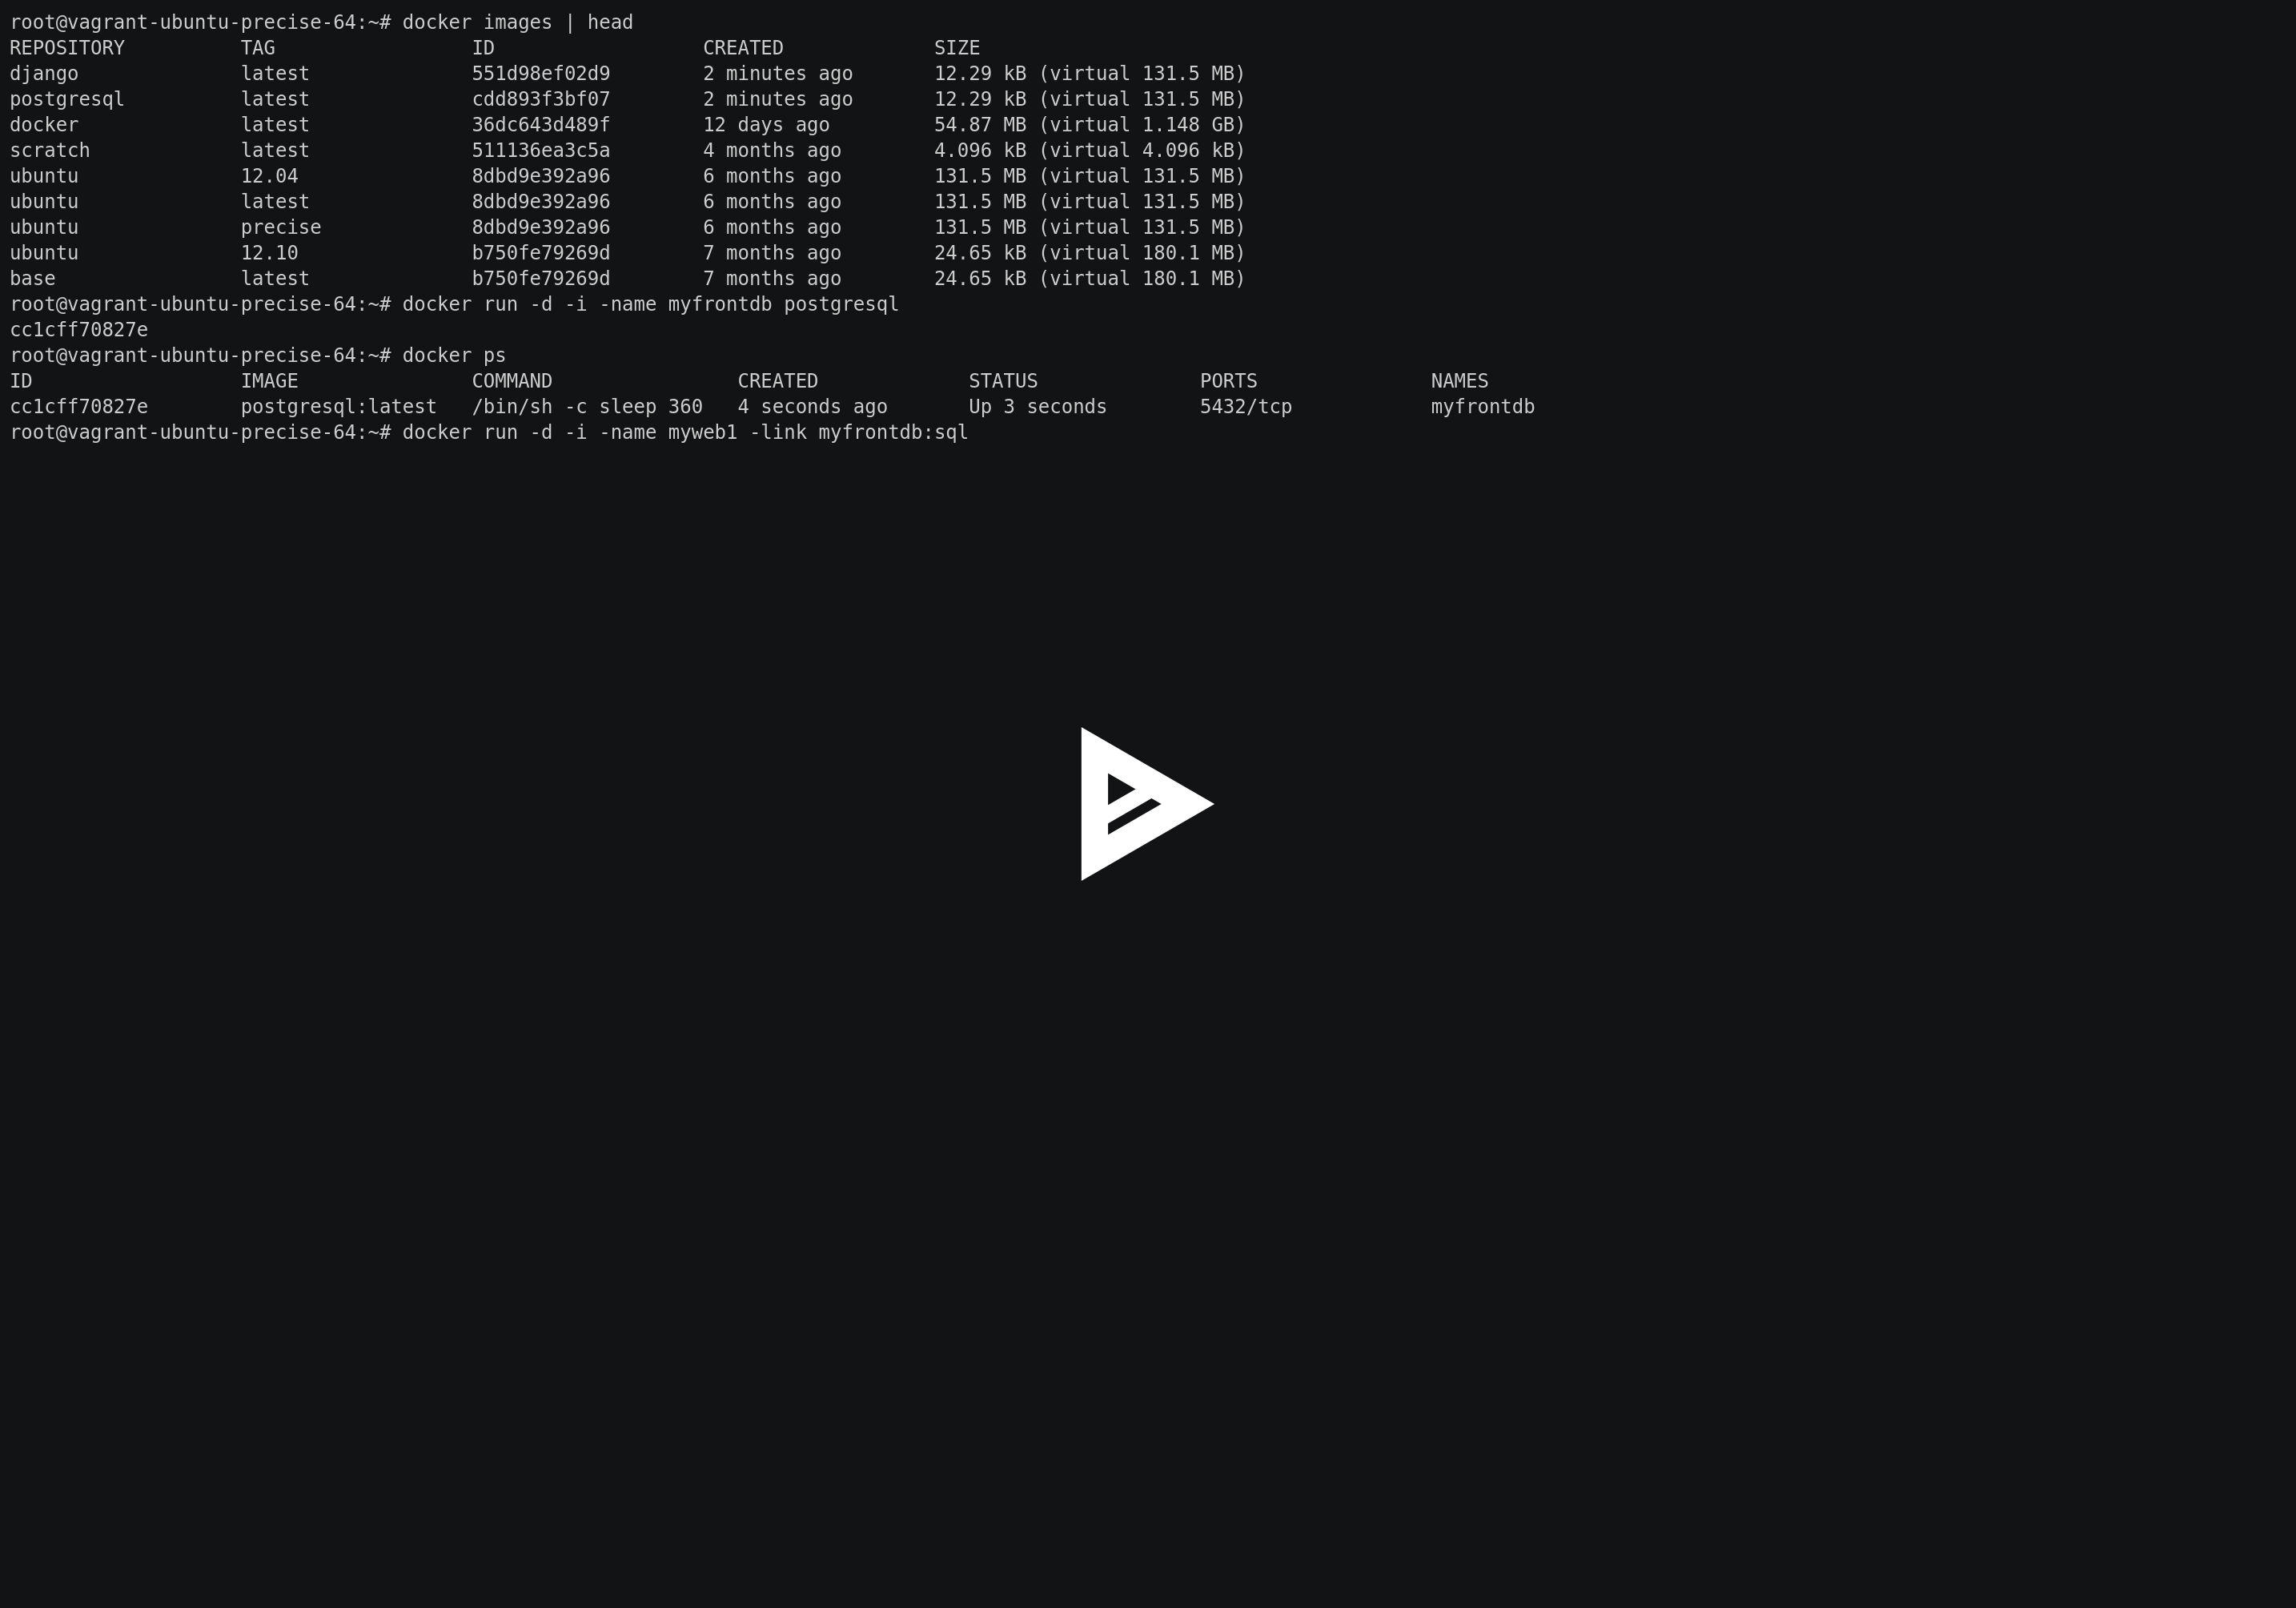 root@vagrant-ubuntu-precise-64:~# docker images | head
REPOSITORY          TAG                 ID                  CREATED             SIZE
django              latest              551d98ef02d9        2 minutes ago       12.29 kB (virtual 131.5 MB)
postgresql          latest              cdd893f3bf07        2 minutes ago       12.29 kB (virtual 131.5 MB)
docker              latest              36dc643d489f        12 days ago         54.87 MB (virtual 1.148 GB)
scratch             latest              511136ea3c5a        4 months ago        4.096 kB (virtual 4.096 kB)
ubuntu              12.04               8dbd9e392a96        6 months ago        131.5 MB (virtual 131.5 MB)
ubuntu              latest              8dbd9e392a96        6 months ago        131.5 MB (virtual 131.5 MB)
ubuntu              precise             8dbd9e392a96        6 months ago        131.5 MB (virtual 131.5 MB)
ubuntu              12.10               b750fe79269d        7 months ago        24.65 kB (virtual 180.1 MB)
base                latest              b750fe79269d        7 months ago        24.65 kB (virtual 180.1 MB)
root@vagrant-ubuntu-precise-64:~# docker run -d -i -name myfrontdb postgresql
cc1cff70827e
root@vagrant-ubuntu-precise-64:~# docker ps
ID                  IMAGE               COMMAND                CREATED             STATUS              PORTS               NAMES
cc1cff70827e        postgresql:latest   /bin/sh -c sleep 360   4 seconds ago       Up 3 seconds        5432/tcp            myfrontdb
root@vagrant-ubuntu-precise-64:~# docker run -d -i -name myweb1 -link myfrontdb:sql